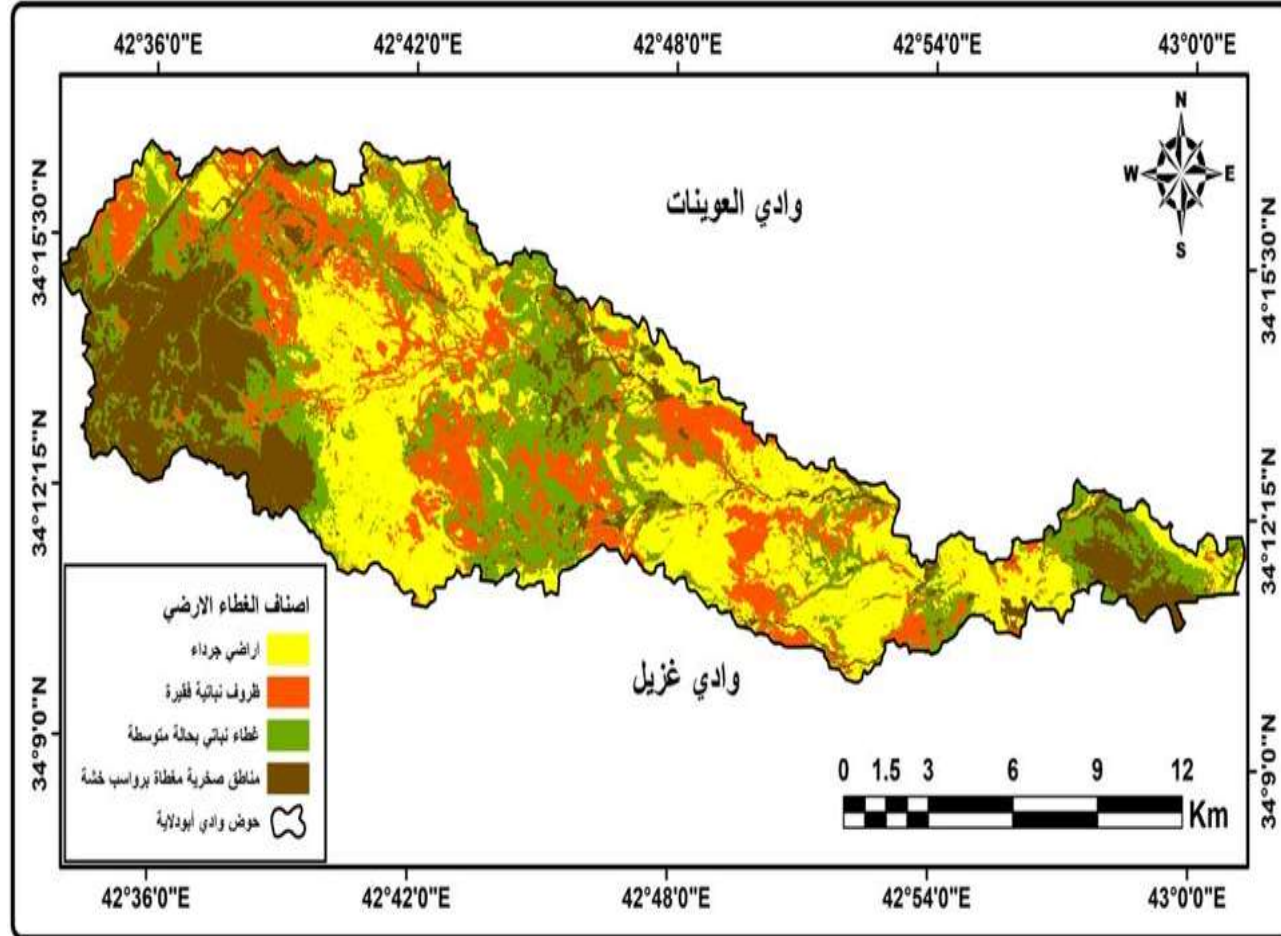 42°36'0"E 42°42'0"E 42°48'0"E 42°54'0"E 43°0'0"E
N
W E
S
وادي العوينات
34°15'30"N
34°15'30"N
34°12'15"N
34°12'15"N
اصناف الغطاء الارضي
اراضي جرداء
ظروف نباتية فقيرة
غطاء نباتي بحالة متوسطة
مناطق صخرية مغطاة برواسب خشنة
حوض وادي أبودلاية
وادي غزيل
34°9'0"N
34°9'0"N
0 1.5 3 6 9 12
Km
42°36'0"E 42°42'0"E 42°48'0"E 42°54'0"E 43°0'0"E